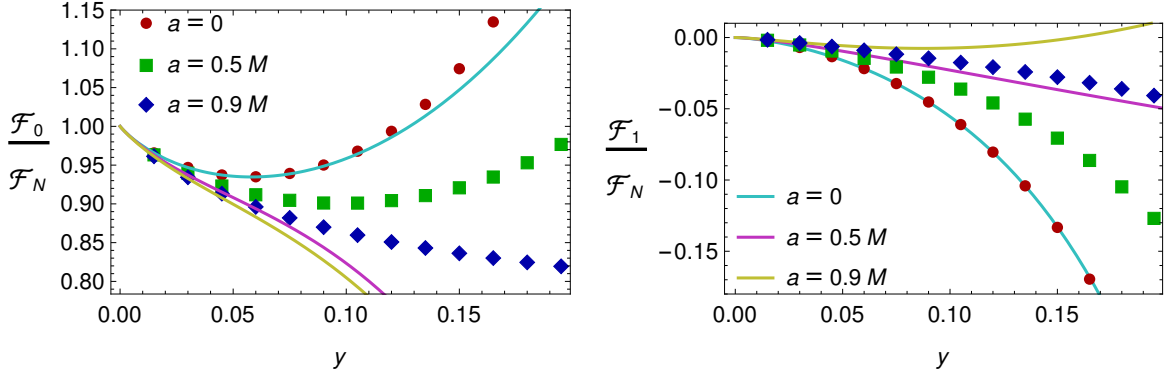 1.15
1.10
1.05
1.00
0.95
0.90
0.85
0.80
ℱ0
ℱN
a = 0
a = 0.5 M
a = 0.9 M
0.00 0.05 0.10 0.15
y
0.00
-0.05
-0.10
-0.15
ℱ1
ℱN
a = 0
a = 0.5 M
a = 0.9 M
0.00 0.05 0.10 0.15
y